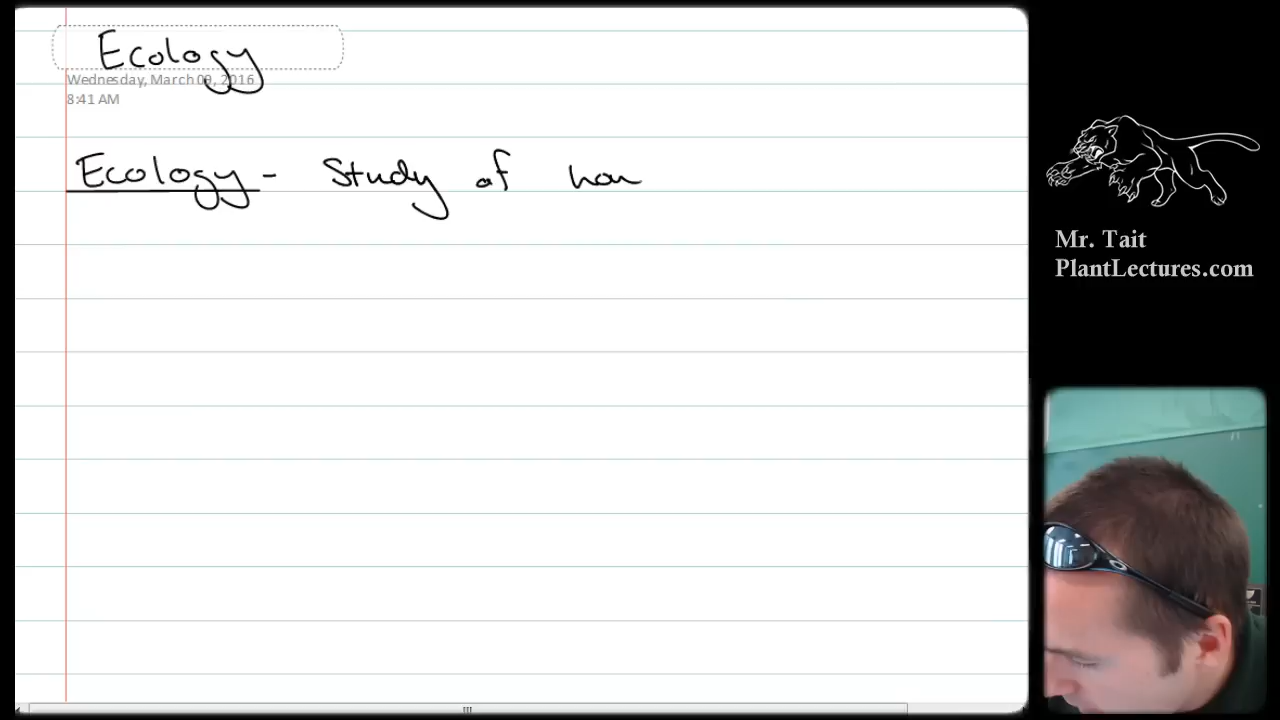 Ecology
Wednesday, March 09, 2016
8:41 AM
Ecology - Study of how
Mr. Tait
PlantLectures.com